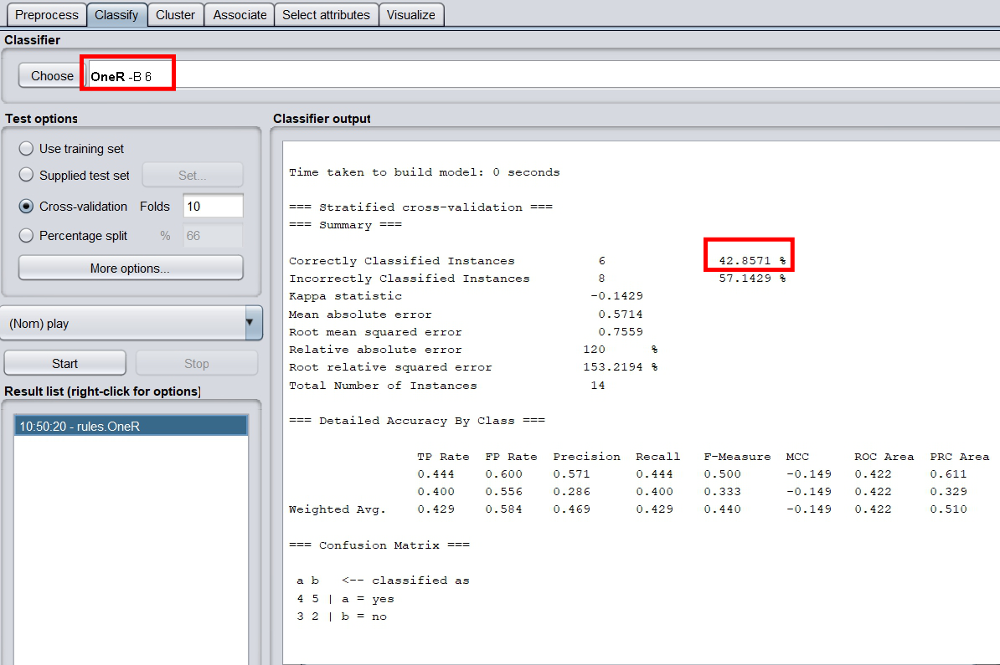 Preprocess Classify Cluster Associate Select attributes Visualize
Classifier
Choose OneR -B 6
Test options
Use training set
Supplied test set Set...
Cross-validation Folds 10
Percentage split % 66
More options...
(Nom) play
Start Stop
Result list (right-click for options)
10:50:20 - rules.OneR
Classifier output
Time taken to build model: 0 seconds
=== Stratified cross-validation ===
=== Summary ===
Correctly Classified Instances 6 42.8571 %
Incorrectly Classified Instances 8 57.1429 %
Kappa statistic -0.1429
Mean absolute error 0.5714
Root mean squared error 0.7559
Relative absolute error 120 %
Root relative squared error 153.2194 %
Total Number of Instances 14
=== Detailed Accuracy By Class ===
TP Rate FP Rate Precision Recall F-Measure MCC ROC Area PRC Area
0.444 0.600 0.571 0.444 0.500 -0.149 0.422 0.611
0.400 0.556 0.286 0.400 0.333 -0.149 0.422 0.329
Weighted Avg. 0.429 0.584 0.469 0.429 0.440 -0.149 0.422 0.510
=== Confusion Matrix ===
a b <-- classified as
4 5 | a = yes
3 2 | b = no